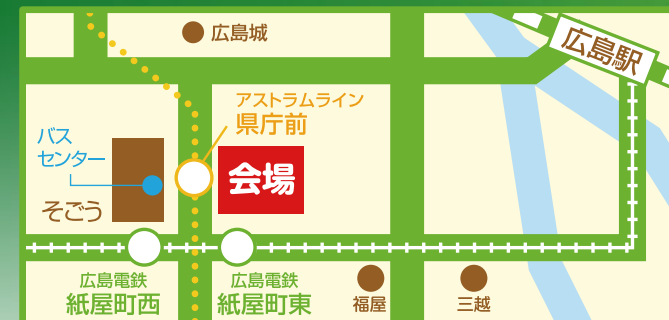 広島城
広島駅
アストラムライン
県庁前
バス
センター
会場
そごう
広島電鉄
紙屋町西
広島電鉄
紙屋町東
福屋
三越